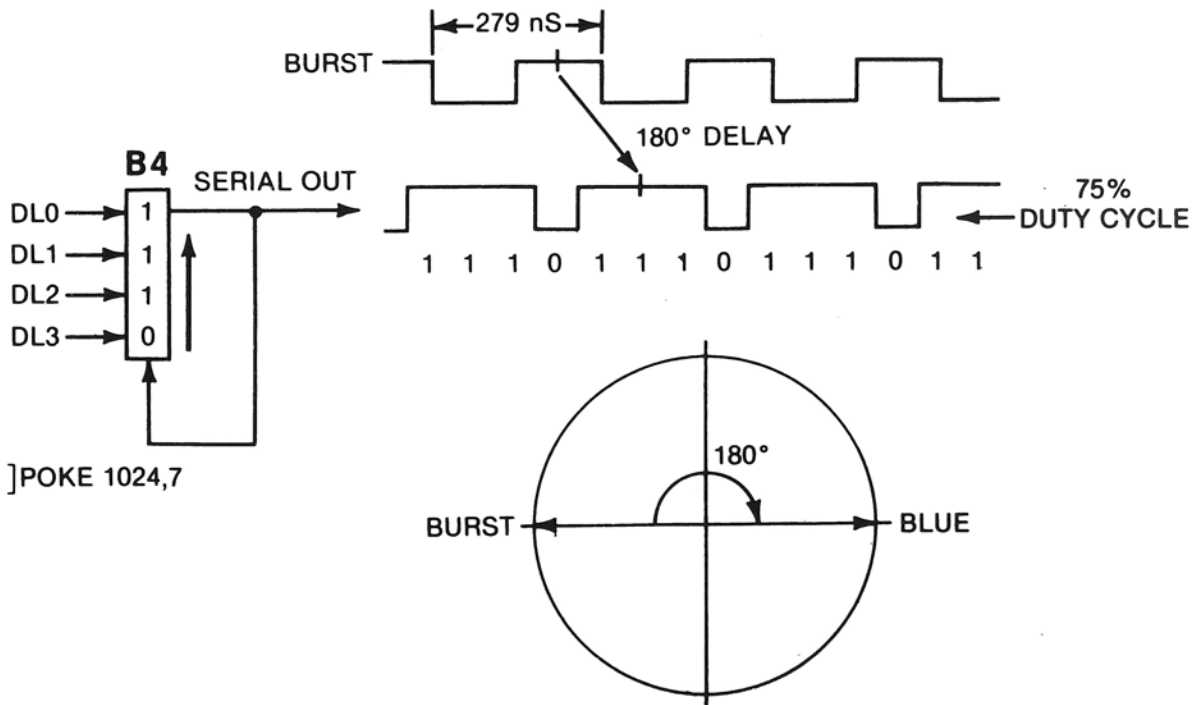 279 nS
BURST
180° DELAY
B4
SERIAL OUT
DL0 1
DL1 1
DL2 1
DL3 0
75%
DUTY CYCLE
1 1 1 0 1 1 1 0 1 1 1 0 1 1
]POKE 1024,7
180°
BURST
BLUE